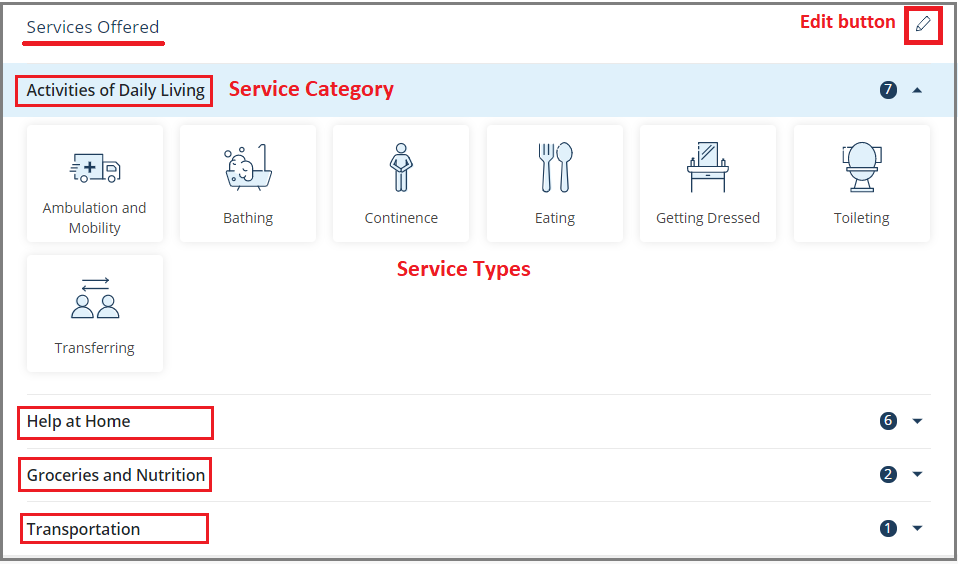 Services Offered
Edit button
Activities of Daily Living
Service Category
7
Ambulation and
Mobility
Bathing
Continence
Eating
Getting Dressed
Toileting
Service Types
Transferring
Help at Home
6
Groceries and Nutrition
2
Transportation
1